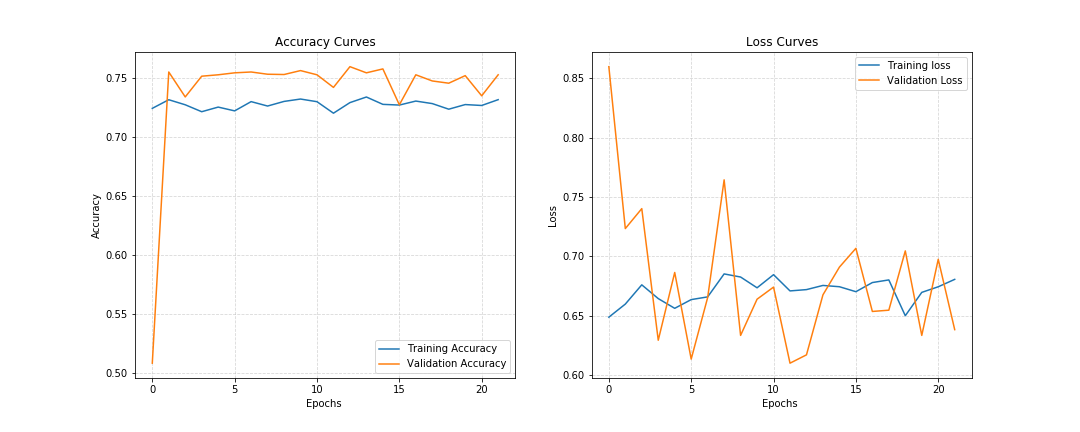 Accuracy Curves
0.75
0.70
0.65
0.60
0.55
0.50
Accuracy
0 5 10 15 20
Epochs
Training Accuracy
Validation Accuracy
Loss Curves
0.85
0.80
0.75
0.70
0.65
0.60
Loss
0 5 10 15 20
Epochs
Training loss
Validation Loss